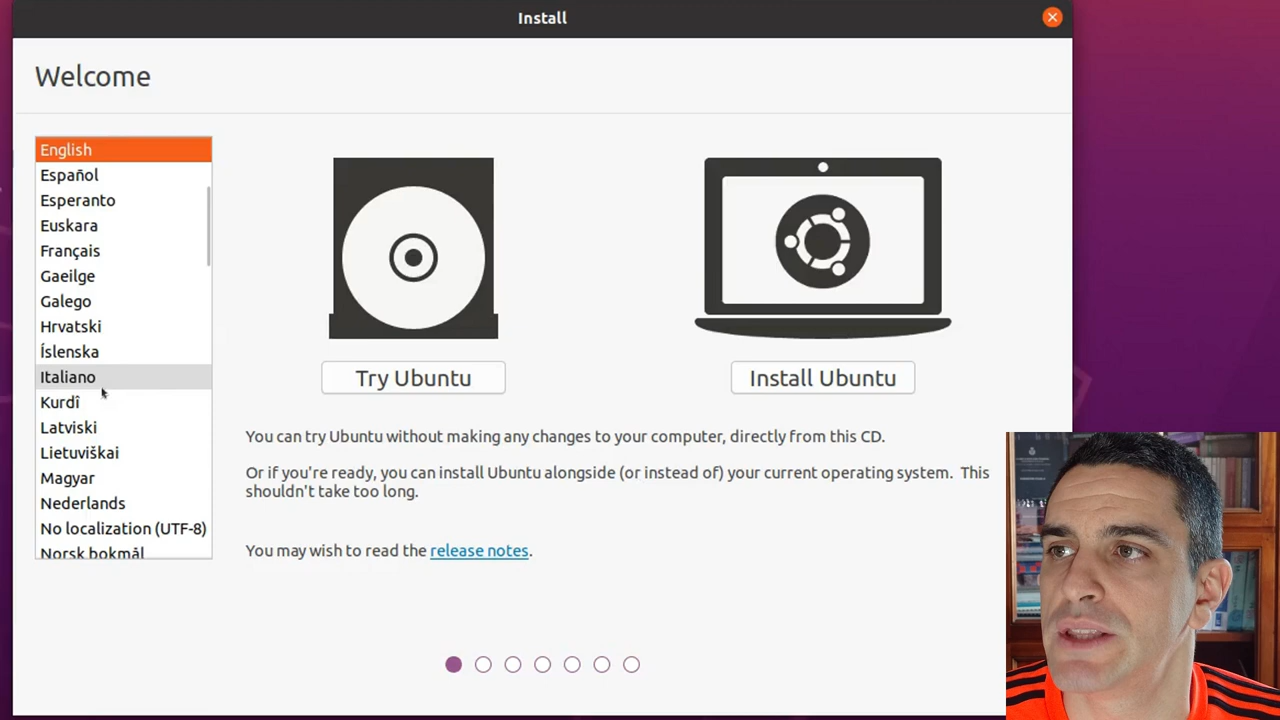 Install
Welcome
English
Español
Esperanto
Euskara
Français
Gaeilge
Galego
Hrvatski
Íslenska
Italiano
Kurdî
Latviski
Lietuviškai
Magyar
Nederlands
No localization (UTF-8)
Norsk bokmål
Try Ubuntu
Install Ubuntu
You can try Ubuntu without making any changes to your computer, directly from this CD.
Or if you're ready, you can install Ubuntu alongside (or instead of) your current operating system. This
shouldn't take too long.
You may wish to read the release notes.